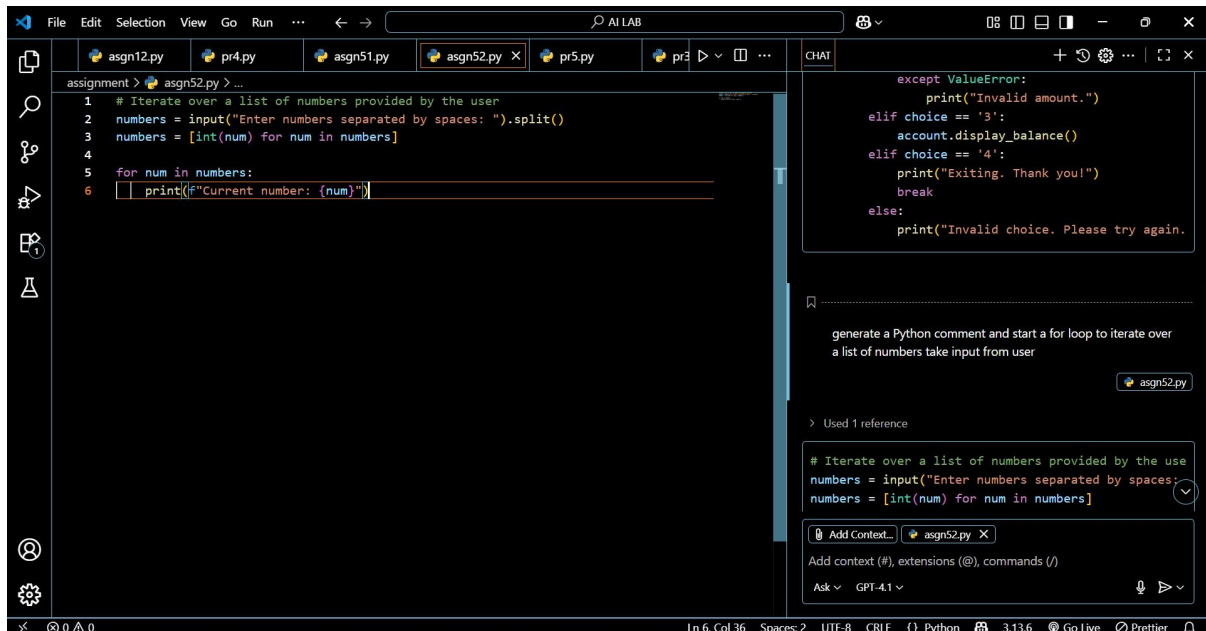 File Edit Selection View Go Run ··· ← → AI LAB
asgn12.py pr4.py asgn51.py asgn52.py × pr5.py pr3 ···
assignment > asgn52.py > ...
1 # Iterate over a list of numbers provided by the user
2 numbers = input("Enter numbers separated by spaces: ").split()
3 numbers = [int(num) for num in numbers]
4
5 for num in numbers:
6 print(f"Current number: {num}")
1
CHAT
except ValueError:
print("Invalid amount.")
elif choice == '3':
account.display_balance()
elif choice == '4':
print("Exiting. Thank you!")
break
else:
print("Invalid choice. Please try again.
generate a Python comment and start a for loop to iterate over
a list of numbers take input from user
asgn52.py
> Used 1 reference
# Iterate over a list of numbers provided by the use
numbers = input("Enter numbers separated by spaces:
numbers = [int(num) for num in numbers]
Add Context... asgn52.py ×
Add context (#), extensions (@), commands (/)
Ask GPT-4.1
0 0 Ln 6, Col 36 Spaces: 2 UTF-8 CRLF {} Python 3.13.6 Go Live Prettier